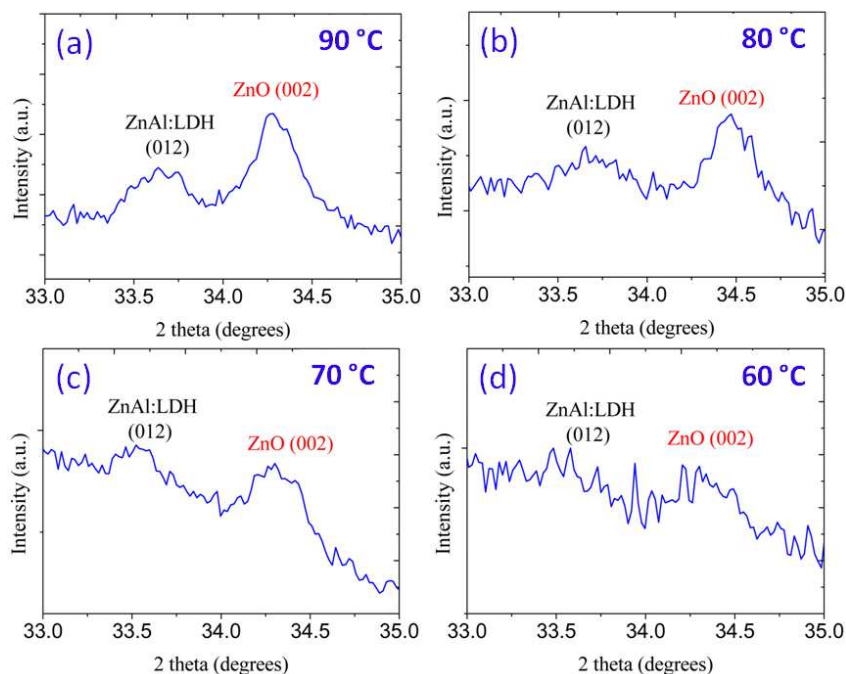 (a)
90 °C
ZnO (002)
ZnAl:LDH
(012)
Intensity (a.u.)
33.0 33.5 34.0 34.5 35.0
2 theta (degrees)
(b)
80 °C
ZnO (002)
ZnAl:LDH
(012)
Intensity (a.u.)
33.0 33.5 34.0 34.5 35.0
2 theta (degrees)
(c)
70 °C
ZnAl:LDH
(012)
ZnO (002)
Intensity (a.u.)
33.0 33.5 34.0 34.5 35.0
2 theta (degrees)
(d)
60 °C
ZnAl:LDH
(012)
ZnO (002)
Intensity (a.u.)
33.0 33.5 34.0 34.5 35.0
2 theta (degrees)